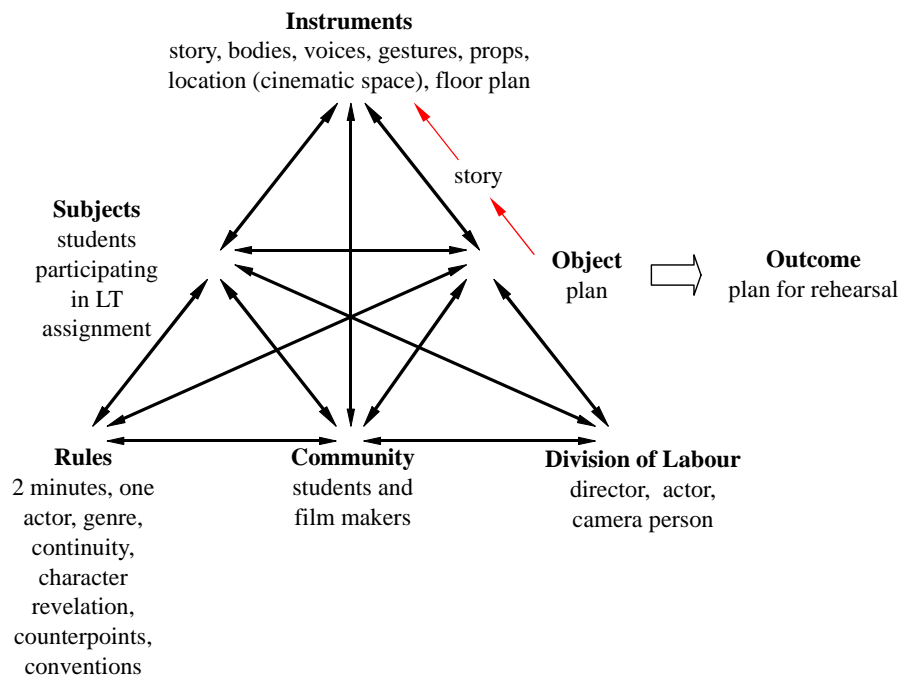 Instruments
story, bodies, voices, gestures, props,
location (cinematic space), floor plan
story
Subjects
students
participating
in LT
assignment
Object
plan
Outcome
plan for rehearsal
Rules
2 minutes, one
actor, genre,
continuity,
character
revelation,
counterpoints,
conventions
Community
students and
film makers
Division of Labour
director, actor,
camera person